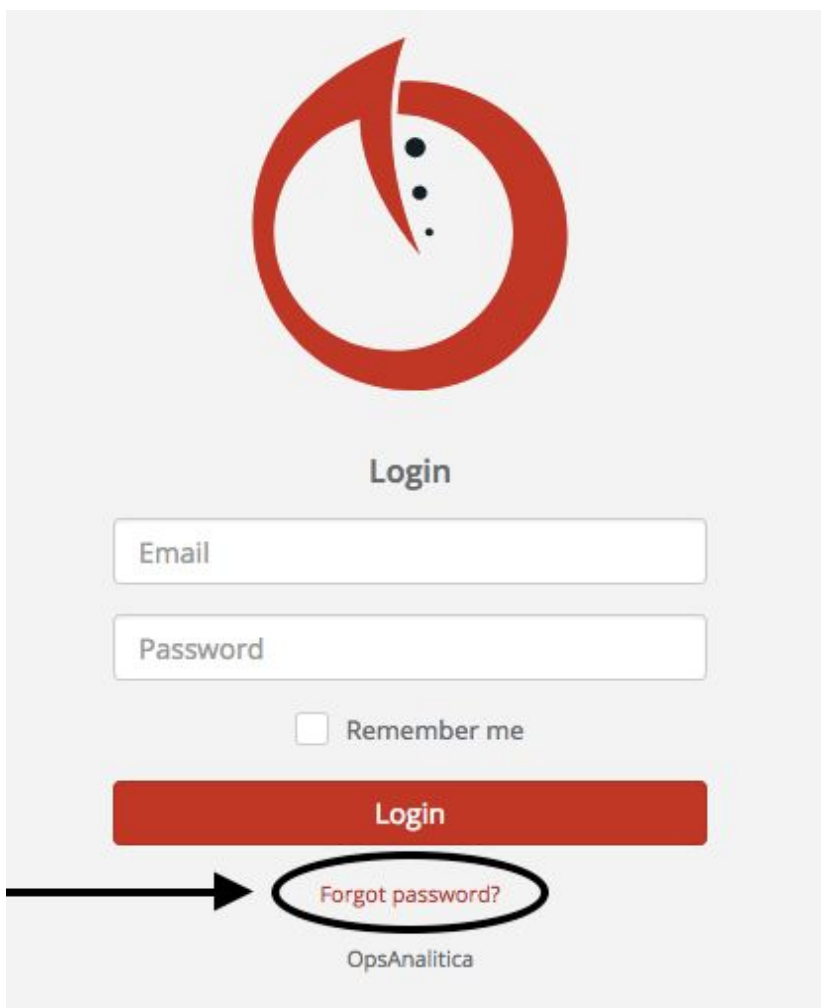 Login
Email
Password
Remember me
Login
Forgot password?
OpsAnalitica